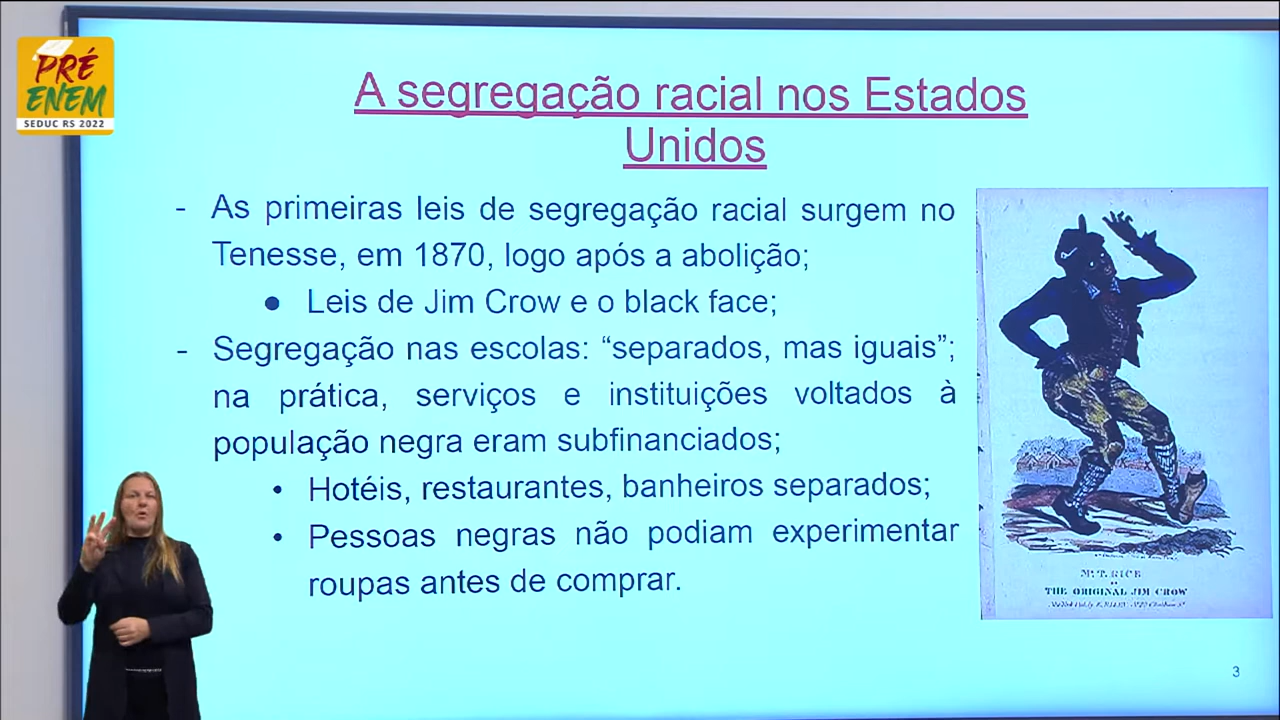 PRÉ
ENEM
SEDUC RS 2022
A segregação racial nos Estados
Unidos
- As primeiras leis de segregação racial surgem no
Tenesse, em 1870, logo após a abolição;
● Leis de Jim Crow e o black face;
- Segregação nas escolas: “separados, mas iguais”;
na prática, serviços e instituições voltados à
população negra eram subfinanciados;
• Hotéis, restaurantes, banheiros separados;
• Pessoas negras não podiam experimentar
roupas antes de comprar.
Mr. T. RICE
THE ORIGINAL JIM CROW
3